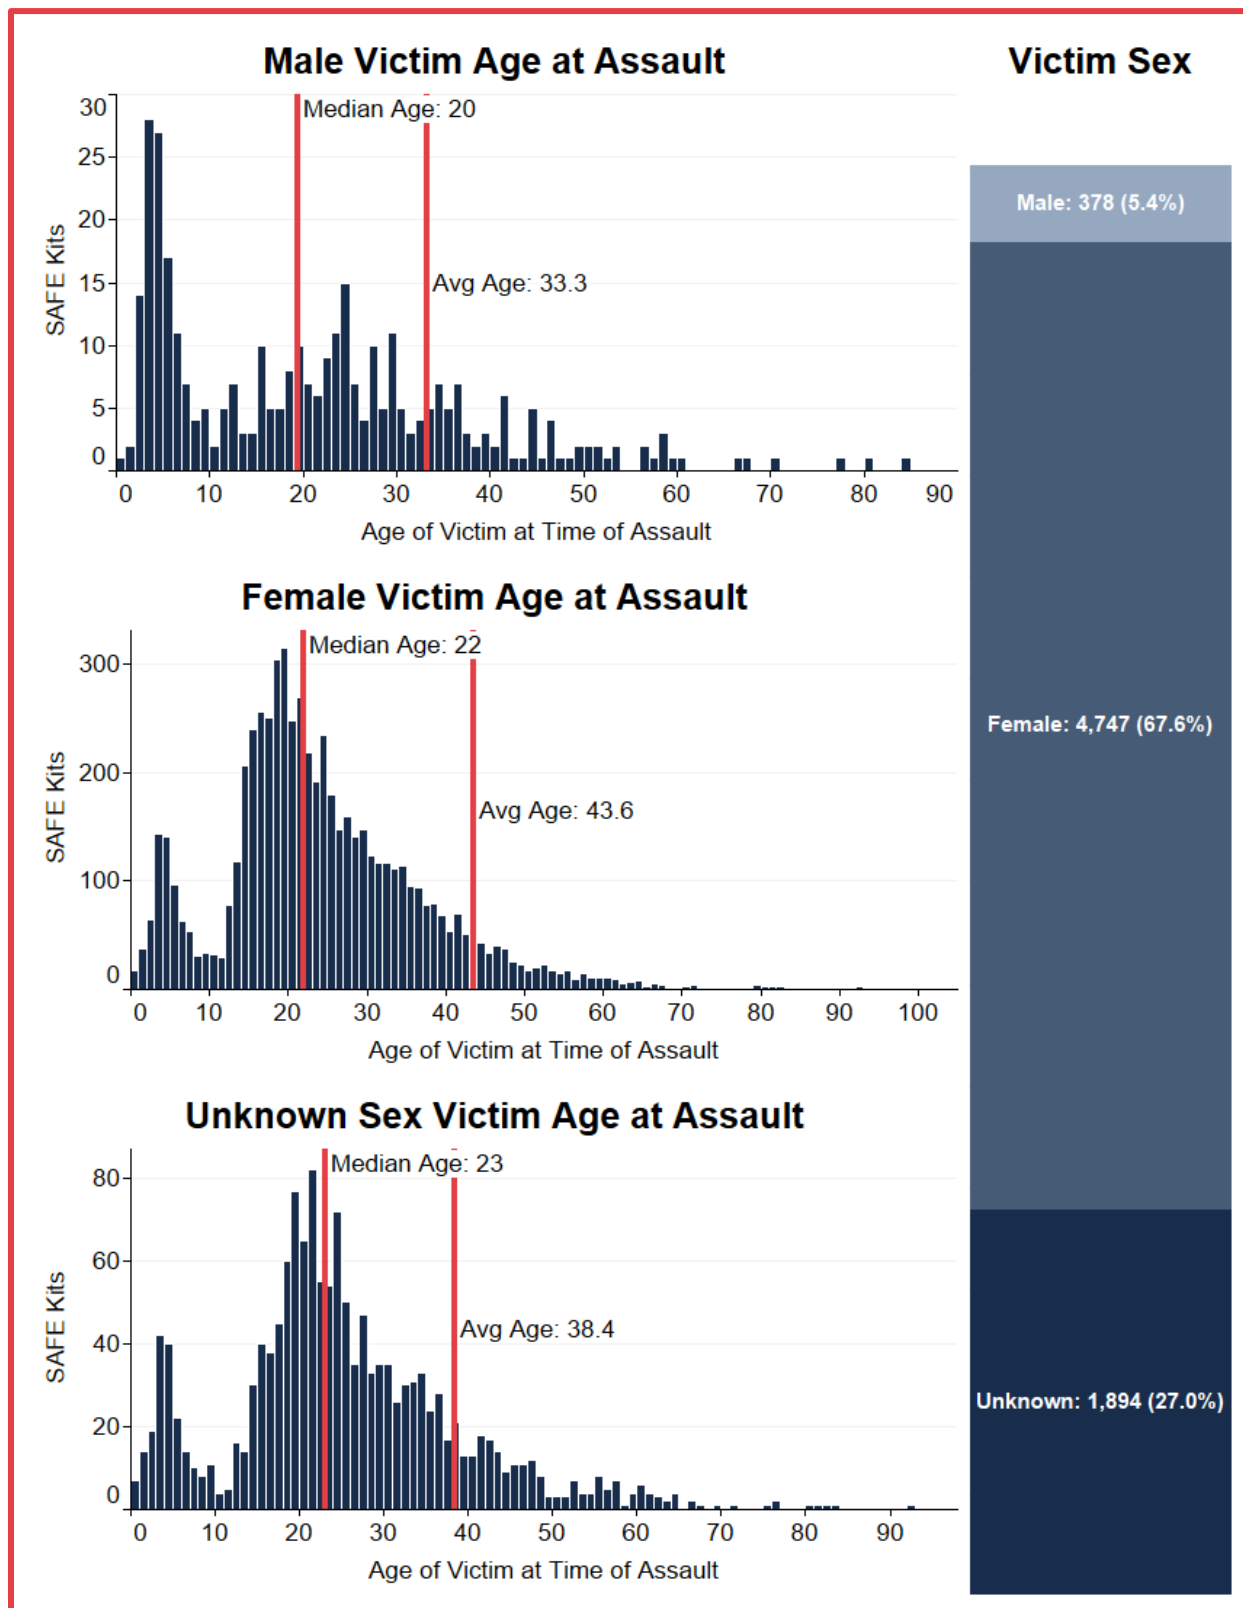 Male Victim Age at Assault
Victim Sex
30
25
20
15
10
5
0
SAFE Kits
Median Age: 20
Avg Age: 33.3
0 10 20 30 40 50 60 70 80 90
Age of Victim at Time of Assault
Male: 378 (5.4%)
Female Victim Age at Assault
300
200
100
0
SAFE Kits
Median Age: 22
Avg Age: 43.6
0 10 20 30 40 50 60 70 80 90 100
Age of Victim at Time of Assault
Female: 4,747 (67.6%)
Unknown Sex Victim Age at Assault
80
60
40
20
0
SAFE Kits
Median Age: 23
Avg Age: 38.4
0 10 20 30 40 50 60 70 80 90
Age of Victim at Time of Assault
Unknown: 1,894 (27.0%)